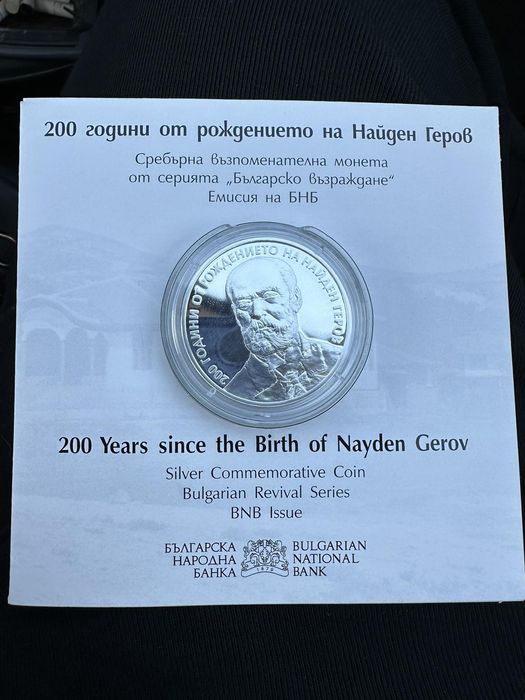 200 години от рождението на Найден Геров
Сребърна възпоменателна монета
от серията „Българско възраждане“
Емисия на БНБ
200 ГОДИНИ ОТ РОЖДЕНИЕТО НА НАЙДЕН ГЕРОВ
200 Years since the Birth of Nayden Gerov
Silver Commemorative Coin
Bulgarian Revival Series
BNB Issue
БЪЛГАРСКА
НАРОДНА
БАНКА
1879
BULGARIAN
NATIONAL
BANK